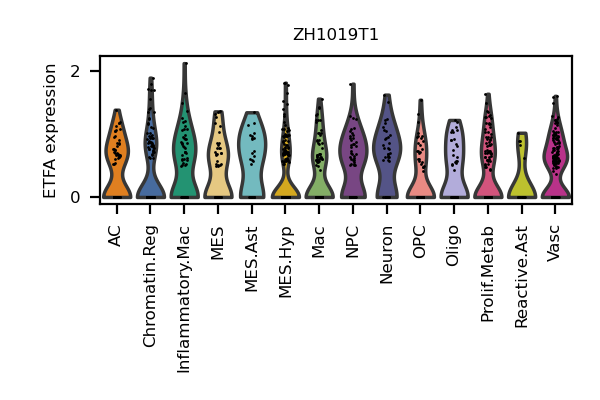 ZH1019T1
ETFA expression
2
0
AC
Chromatin.Reg
Inflammatory.Mac
MES
MES.Ast
MES.Hyp
Mac
NPC
Neuron
OPC
Oligo
Prolif.Metab
Reactive.Ast
Vasc